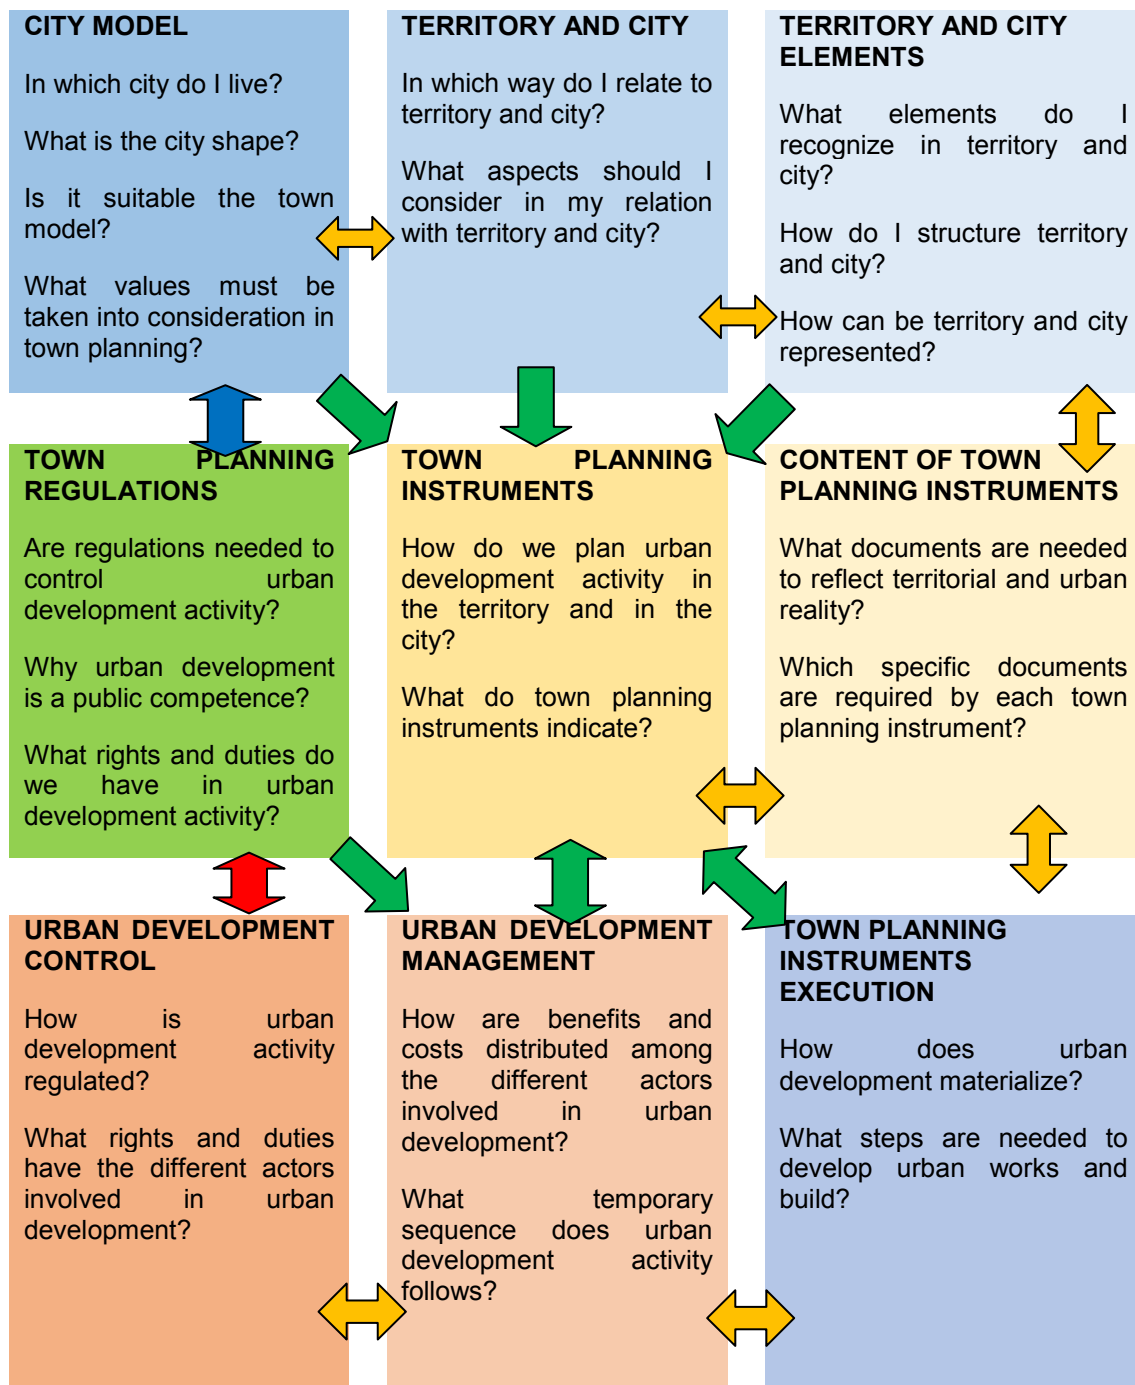 CITY MODEL
In which city do I live?
What is the city shape?
Is it suitable the town
model?
What values must be
taken into consideration in
town planning?
TERRITORY AND CITY
In which way do I relate to
territory and city?
What aspects should I
consider in my relation
with territory and city?
TERRITORY AND CITY
ELEMENTS
What elements do I
recognize in territory and
city?
How do I structure territory
and city?
How can be territory and city
represented?
TOWN PLANNING
REGULATIONS
Are regulations needed to
control urban
development activity?
Why urban development
is a public competence?
What rights and duties do
we have in urban
development activity?
TOWN PLANNING
INSTRUMENTS
How do we plan urban
development activity in
the territory and in the
city?
What do town planning
instruments indicate?
CONTENT OF TOWN
PLANNING INSTRUMENTS
What documents are needed
to reflect territorial and urban
reality?
Which specific documents
are required by each town
planning instrument?
URBAN DEVELOPMENT
CONTROL
How is urban
development activity
regulated?
What rights and duties
have the different actors
involved in urban
development?
URBAN DEVELOPMENT
MANAGEMENT
How are benefits and
costs distributed among
the different actors
involved in urban
development?
What temporary
sequence does urban
development activity
follows?
TOWN PLANNING
INSTRUMENTS
EXECUTION
How does urban
development materialize?
What steps are needed to
develop urban works and
build?